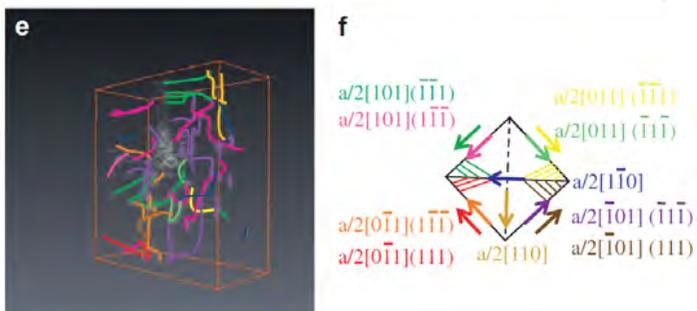 e
f
a/2[101](1̄1̄1)
a/2[011] (1̄1̄1)
a/2[101](11̄1̄)
a/2[011] (1̄11̄)
a/2[11̄0]
a/2[01̄1](11̄1̄)
a/2[1̄01] (1̄11̄)
a/2[01̄1](111)
a/2[110]
a/2[1̄01] (111)